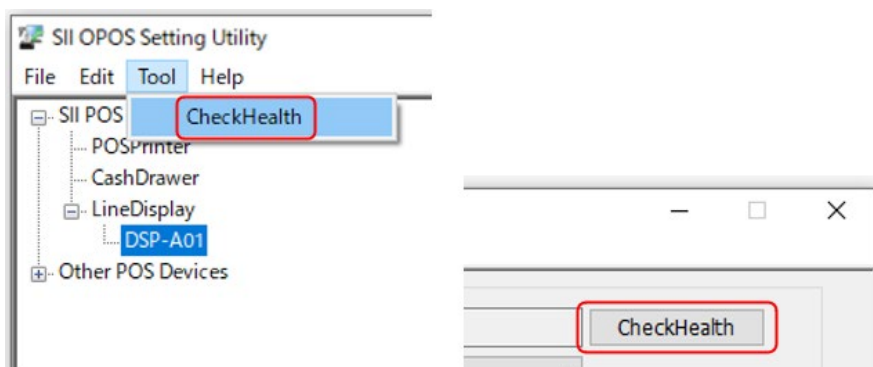 SII OPOS Setting Utility
File Edit Tool Help
CheckHealth
SII POS
POSPrinter
CashDrawer
LineDisplay
DSP-A01
Other POS Devices
CheckHealth